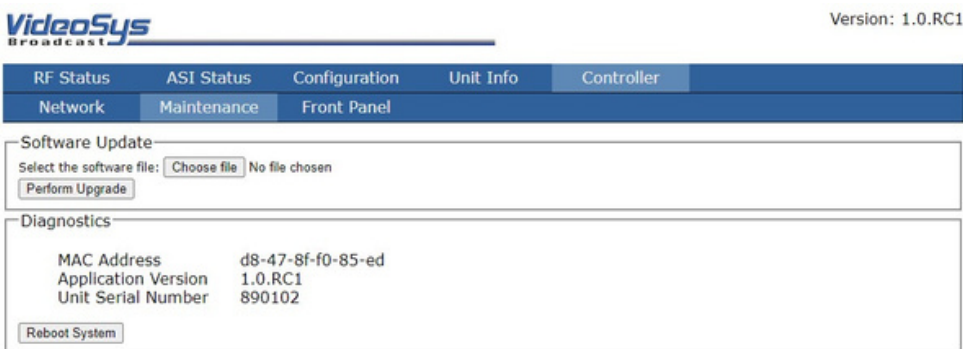 VideoSys
Broadcast
Version: 1.0.RC1
RF Status ASI Status Configuration Unit Info Controller
Network Maintenance Front Panel
Software Update
Select the software file: Choose file No file chosen
Perform Upgrade
Diagnostics
MAC Address d8-47-8f-f0-85-ed
Application Version 1.0.RC1
Unit Serial Number 890102
Reboot System